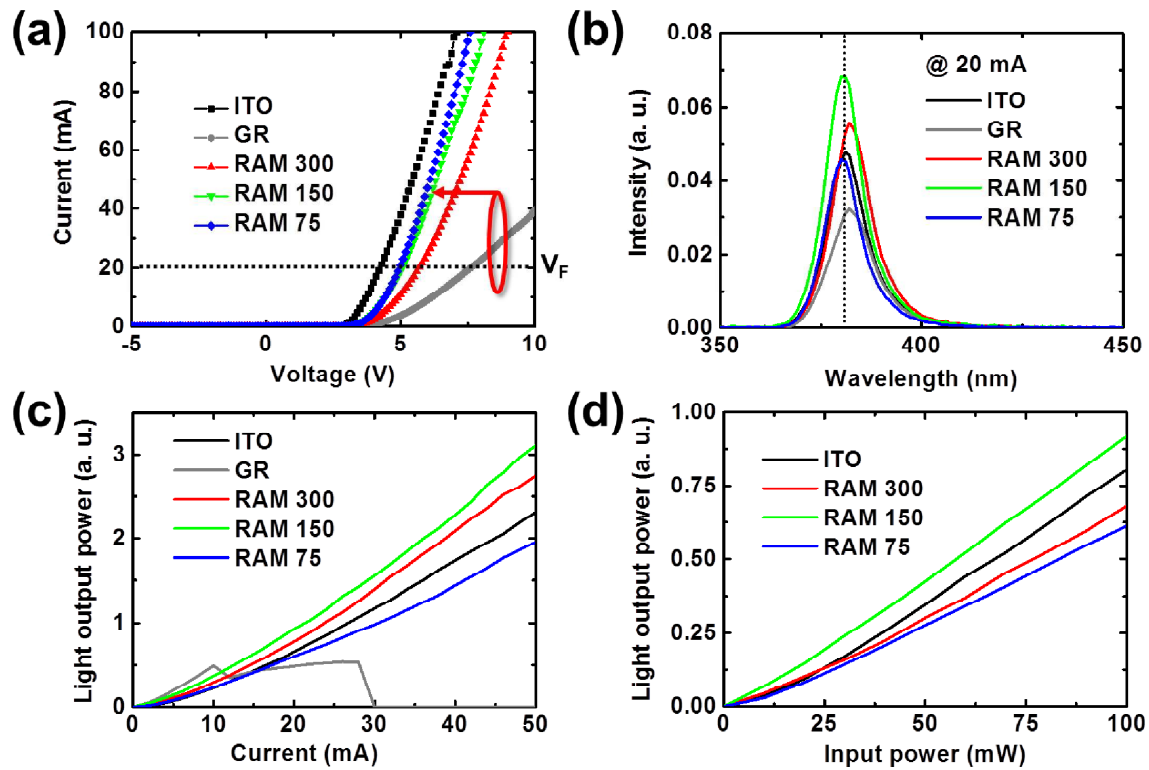 (a)
100
80
60
40
20
0
Current (mA)
ITO
GR
RAM 300
RAM 150
RAM 75
V_F
-5
0
5
10
Voltage (V)
(b)
0.08
0.06
0.04
0.02
0.00
Intensity (a. u.)
@ 20 mA
ITO
GR
RAM 300
RAM 150
RAM 75
350
400
450
Wavelength (nm)
(c)
3
2
1
0
Light output power (a. u.)
ITO
GR
RAM 300
RAM 150
RAM 75
0
10
20
30
40
50
Current (mA)
(d)
1.00
0.75
0.50
0.25
0.00
Light output power (a. u.)
ITO
RAM 300
RAM 150
RAM 75
0
25
50
75
100
Input power (mW)